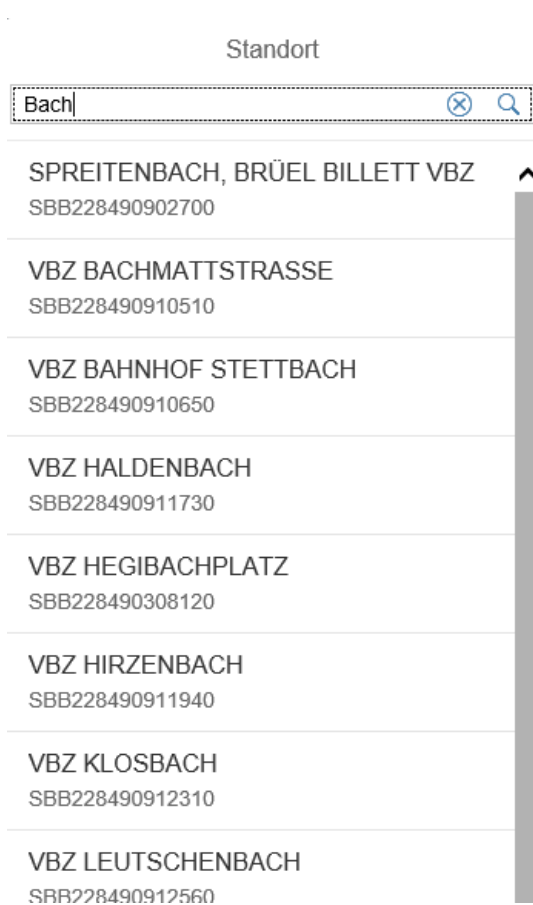 Standort
Bach
SPREITENBACH, BRÜEL BILLETT VBZ
SBB228490902700
VBZ BACHMATTSTRASSE
SBB228490910510
VBZ BAHNHOF STETTBACH
SBB228490910650
VBZ HALDENBACH
SBB228490911730
VBZ HEGIBACHPLATZ
SBB228490308120
VBZ HIRZENBACH
SBB228490911940
VBZ KLOSBACH
SBB228490912310
VBZ LEUTSCHENBACH
SBB228490912560